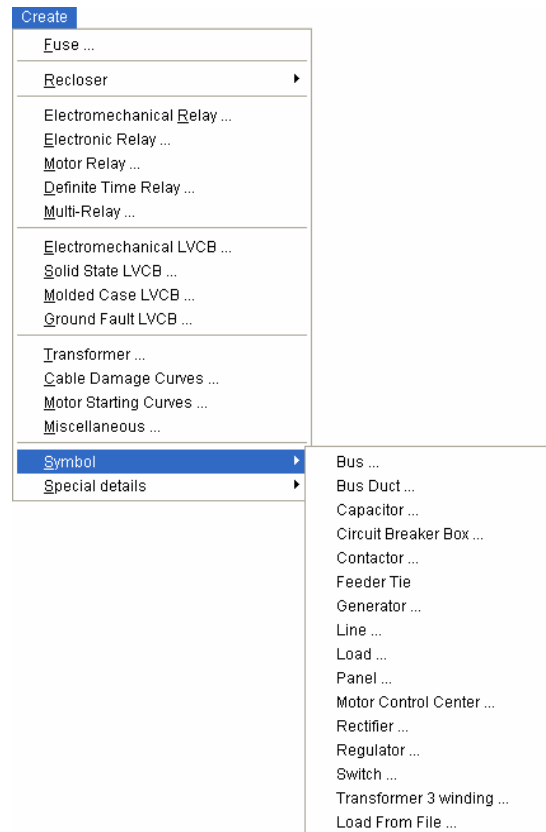 Create
Fuse ...
Recloser
Electromechanical Relay ...
Electronic Relay ...
Motor Relay ...
Definite Time Relay ...
Multi-Relay ...
Electromechanical LVCB ...
Solid State LVCB ...
Molded Case LVCB ...
Ground Fault LVCB ...
Transformer ...
Cable Damage Curves ...
Motor Starting Curves ...
Miscellaneous ...
Symbol
Special details
Bus ...
Bus Duct ...
Capacitor ...
Circuit Breaker Box ...
Contactor ...
Feeder Tie
Generator ...
Line ...
Load ...
Panel ...
Motor Control Center ...
Rectifier ...
Regulator ...
Switch ...
Transformer 3 winding ...
Load From File ...